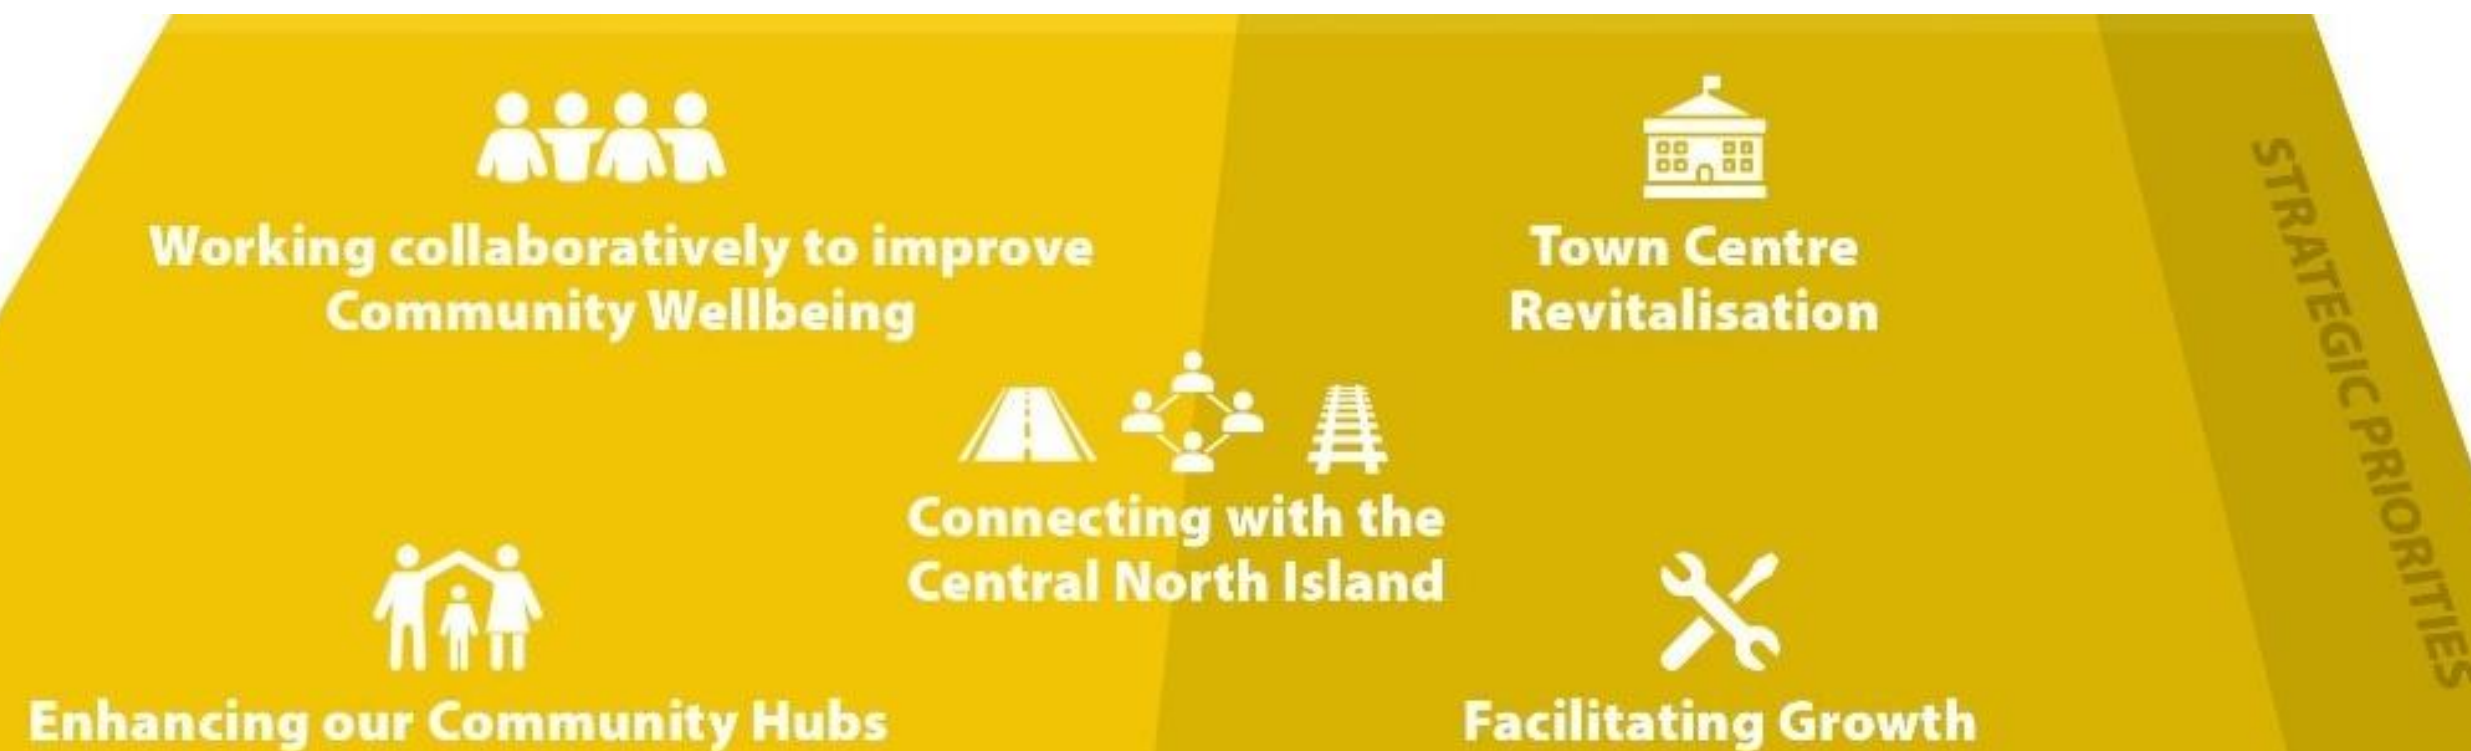 Working collaboratively to improve
Community Wellbeing
Town Centre
Revitalisation
Connecting with the
Central North Island
Enhancing our Community Hubs
Facilitating Growth
STRATEGIC PRIORITIES